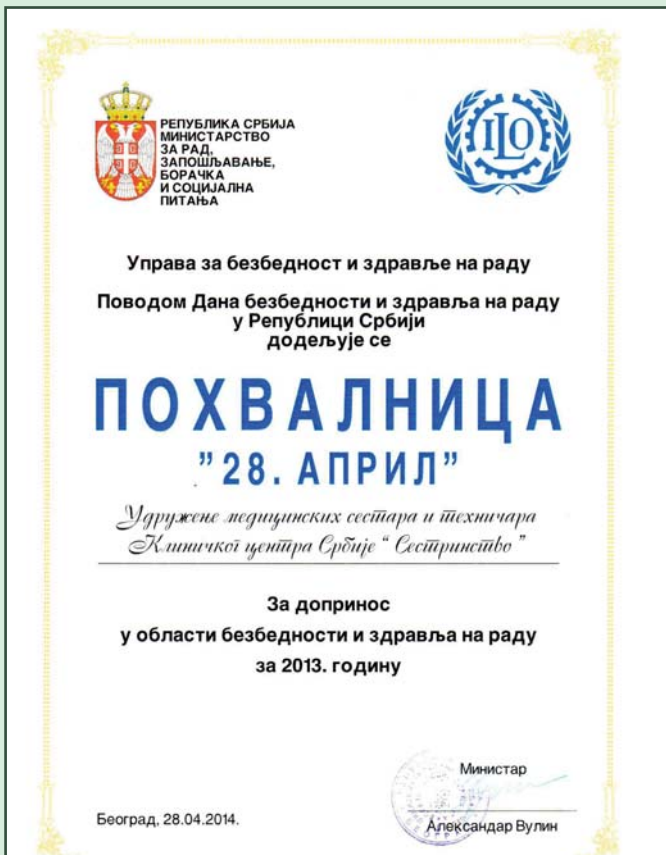 РЕПУБЛИКА СРБИЈА
МИНИСТАРСТВО
ЗА РАД,
ЗАПОШЉАВАЊЕ,
БОРАЧКА
И СОЦИЈАЛНА
ПИТАЊА
ILO
Управа за безбедност и здравље на раду
Поводом Дана безбедности и здравља на раду
у Републици Србији
додељује се
ПОХВАЛНИЦА
"28. АПРИЛ"
Удружене медицинских сестара и техничара
Клиничког центра Србије " Сестринство "
За допринос
у области безбедности и здравља на раду
за 2013. годину
Министар
Београд, 28.04.2014.
Александар Вулин